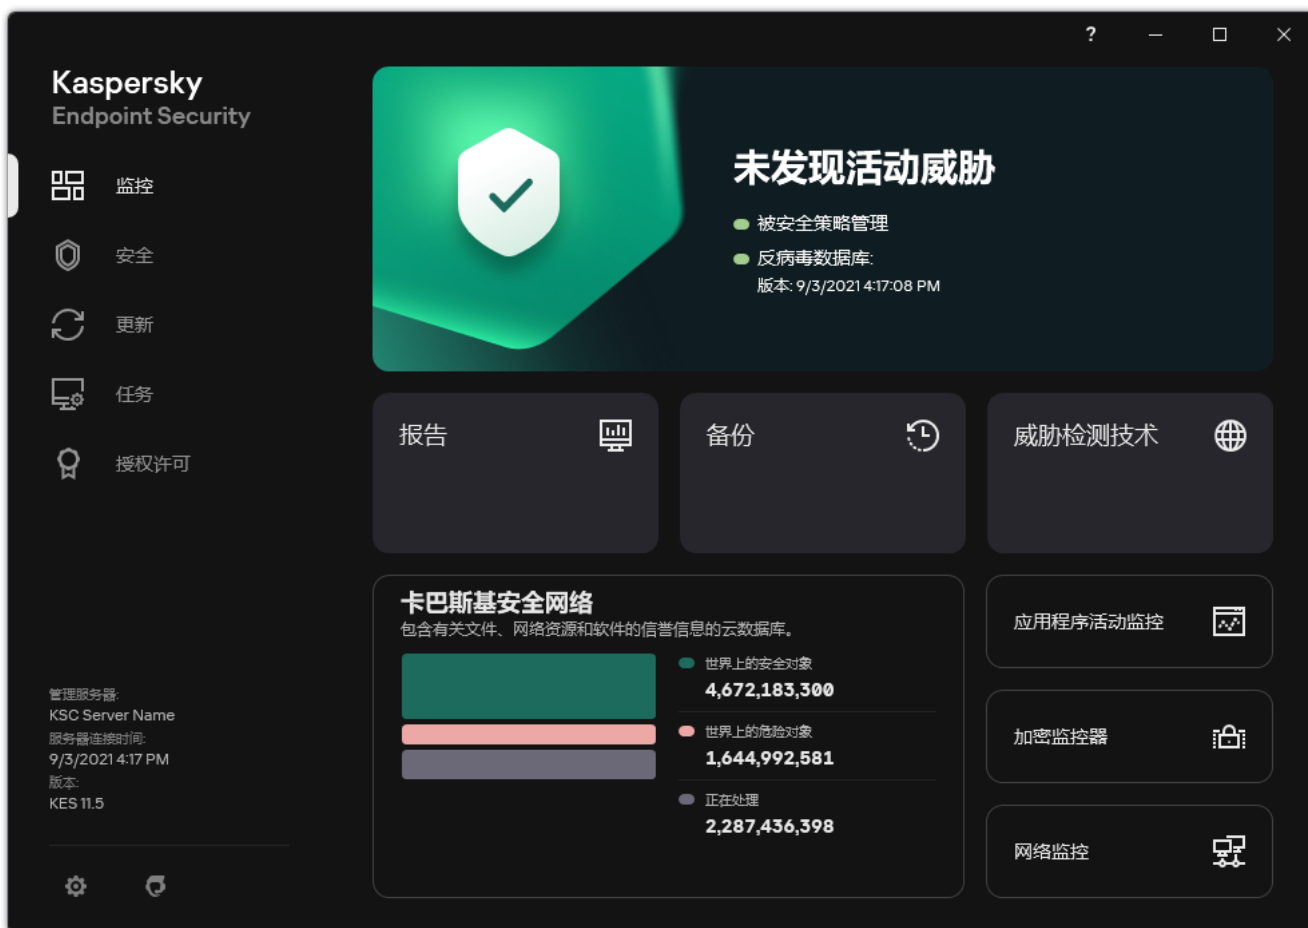 ?
Kaspersky
Endpoint Security
监控
安全
更新
任务
授权许可
管理服务器:
KSC Server Name
服务器连接时间:
9/3/2021 4:17 PM
版本:
KES 11.5
未发现活动威胁
被安全策略管理
反病毒数据库:
版本: 9/3/2021 4:17:08 PM
报告
备份
威胁检测技术
卡巴斯基安全网络
包含有关文件、网络资源和软件的信誉信息的云数据库。
世界上的安全对象
4,672,183,300
世界上的危险对象
1,644,992,581
正在处理
2,287,436,398
应用程序活动监控
加密监控器
网络监控